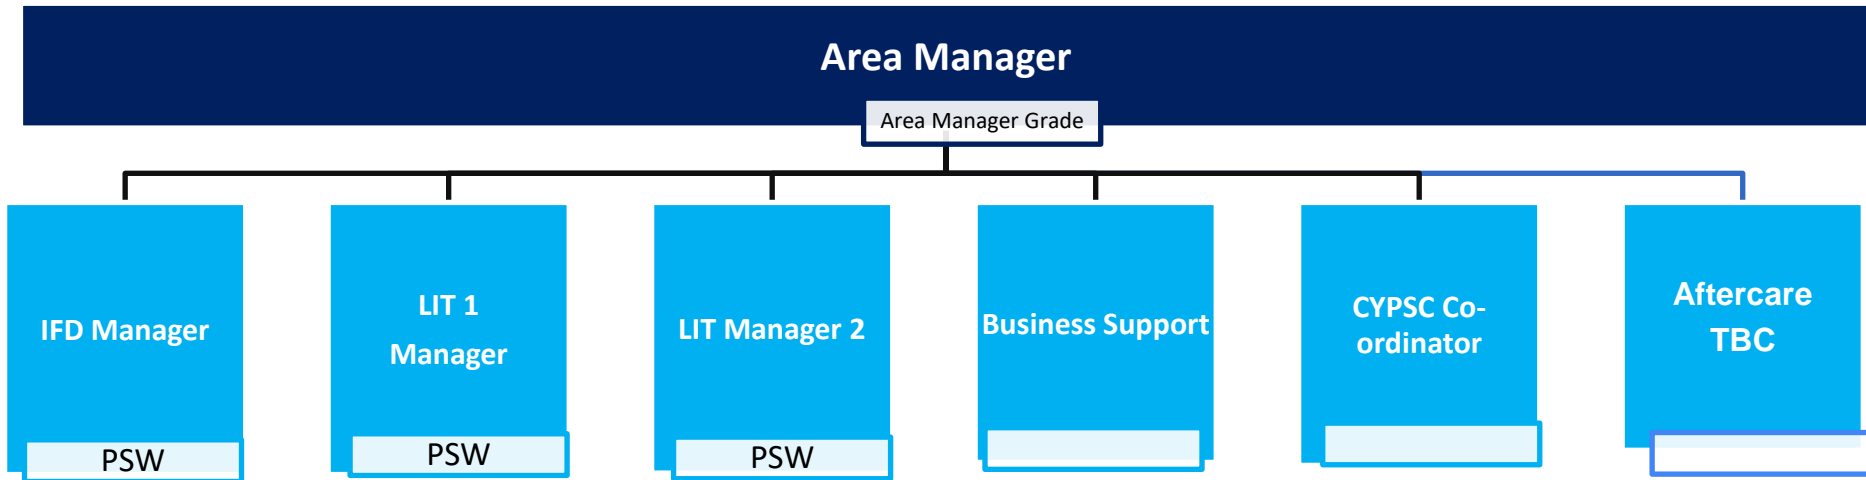 Area Manager
Area Manager Grade
IFD Manager
PSW
LIT 1
Manager
PSW
LIT Manager 2
PSW
Business Support
CYPSC Co-
ordinator
Aftercare
TBC